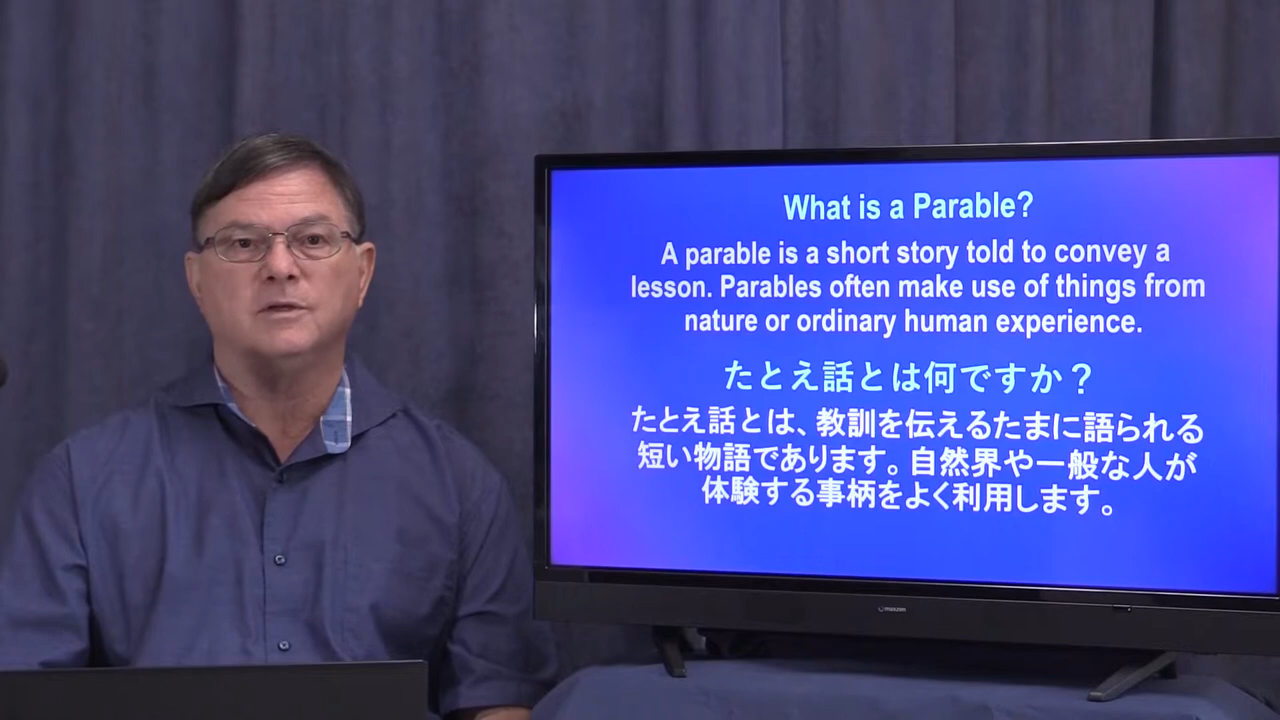 What is a Parable?
A parable is a short story told to convey a
lesson. Parables often make use of things from
nature or ordinary human experience.
たとえ話とは何ですか？
たとえ話とは、教訓を伝えるたまに語られる
短い物語であります。自然界や一般な人が
体験する事柄をよく利用します。
maxzen